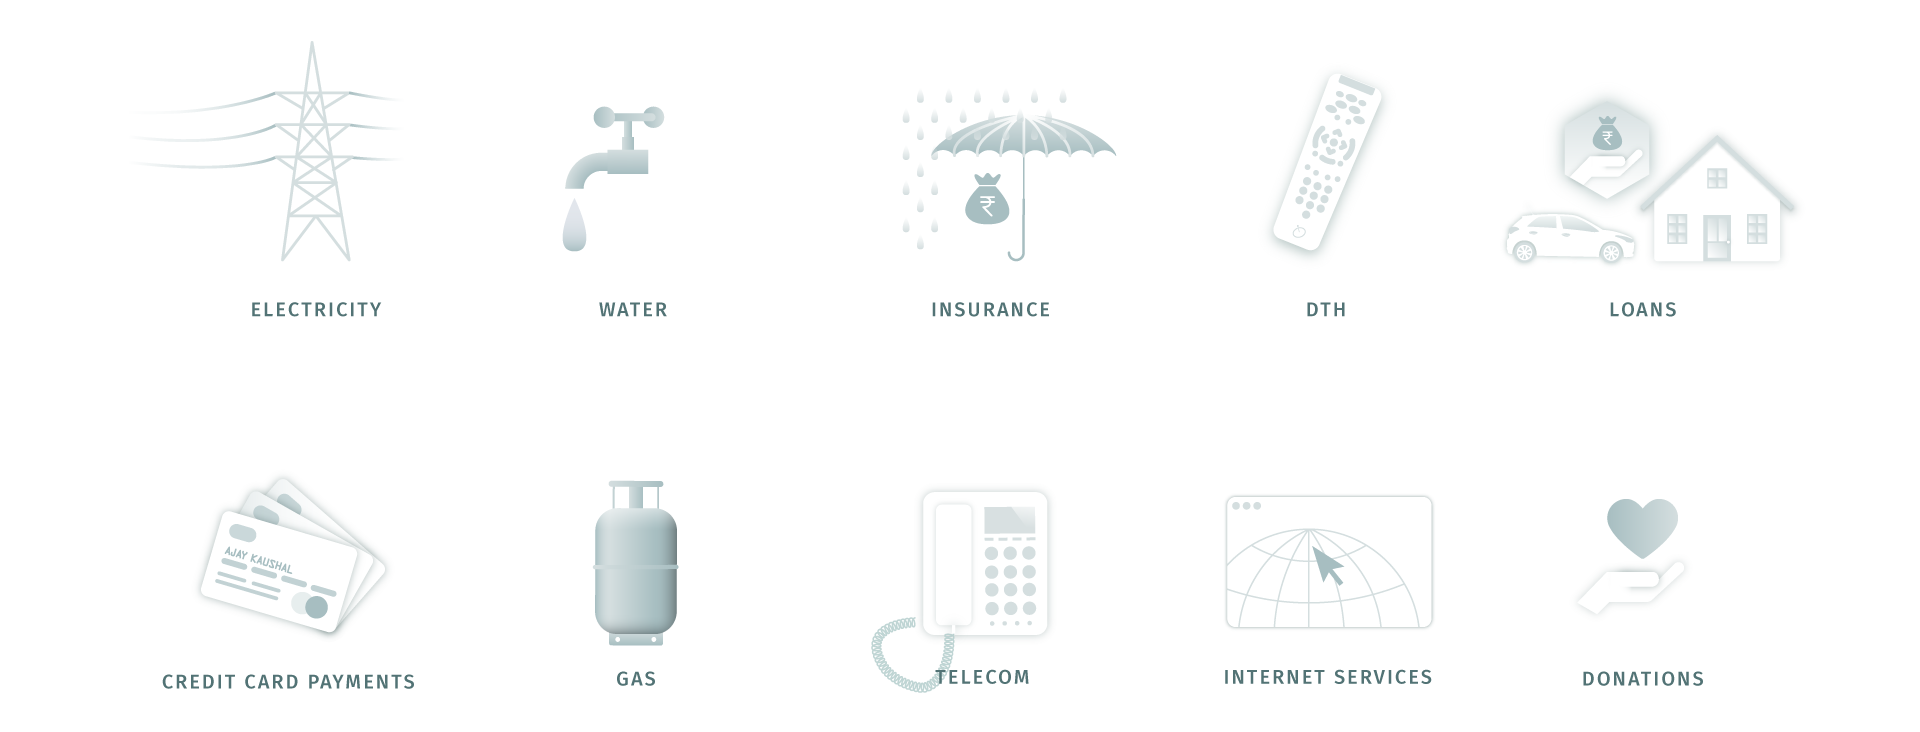 ₹
₹
ELECTRICITY
WATER
INSURANCE
DTH
LOANS
AJAY KAUSHAL
CREDIT CARD PAYMENTS
GAS
TELECOM
INTERNET SERVICES
DONATIONS